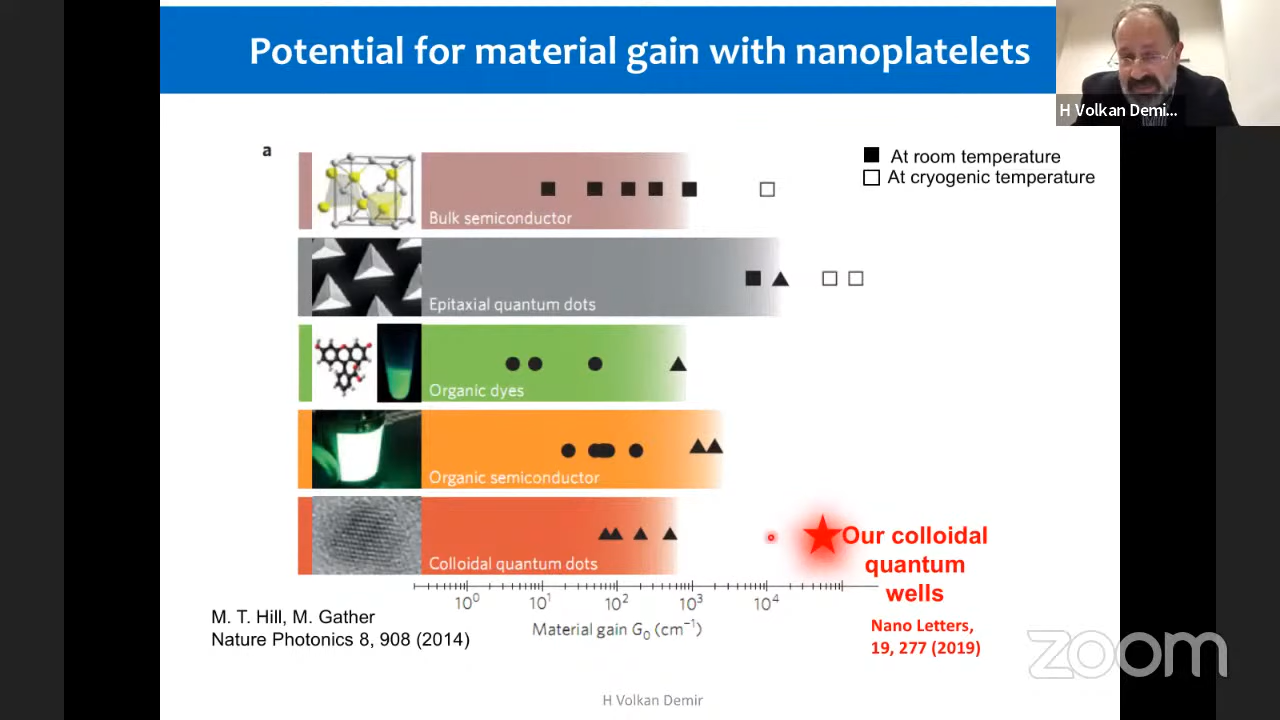 Potential for material gain with nanoplatelets
H Volkan Demi...
a
At room temperature
At cryogenic temperature
Bulk semiconductor
Epitaxial quantum dots
Organic dyes
Organic semiconductor
Colloidal quantum dots
Our colloidal
quantum
wells
10⁰ 10¹ 10² 10³ 10⁴
Material gain G₀ (cm⁻¹)
M. T. Hill, M. Gather
Nature Photonics 8, 908 (2014)
Nano Letters,
19, 277 (2019)
zoom
H Volkan Demir